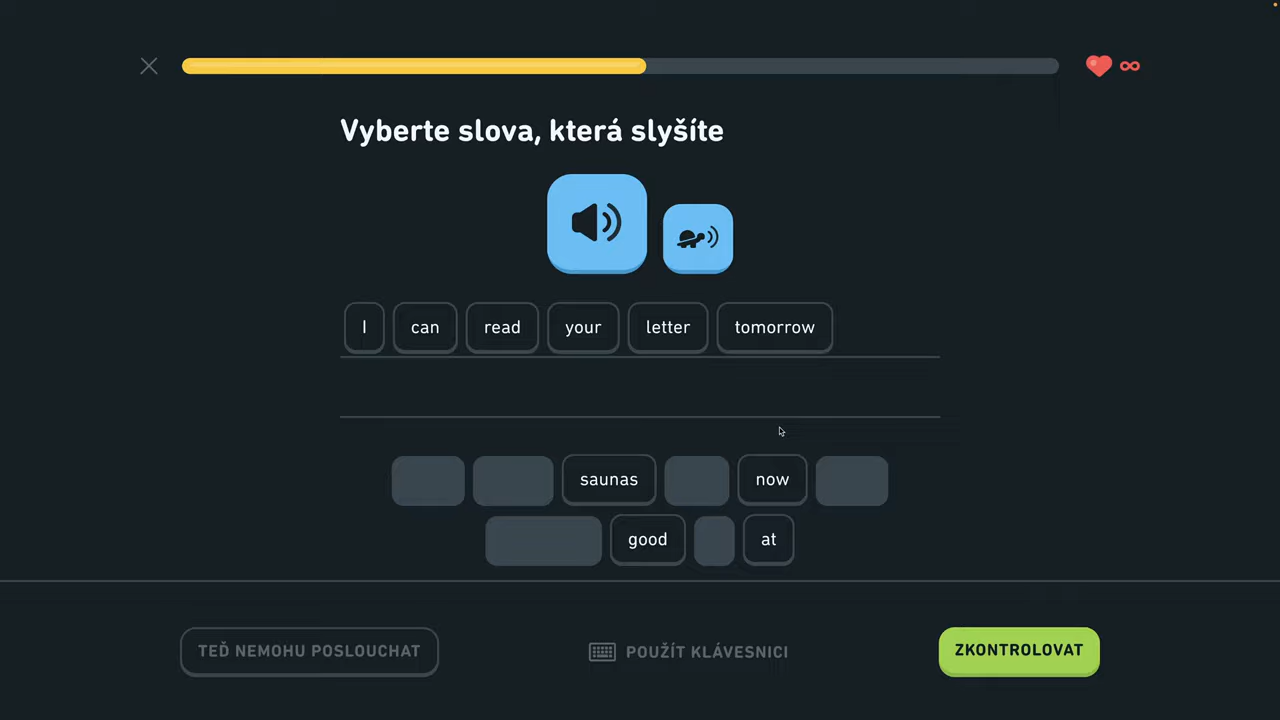 Vyberte slova, která slyšíte
I can read your letter tomorrow
saunas now
good at
TEĎ NEMOHU POSLOUCHAT POUŽÍT KLÁVESNICI ZKONTROLOVAT